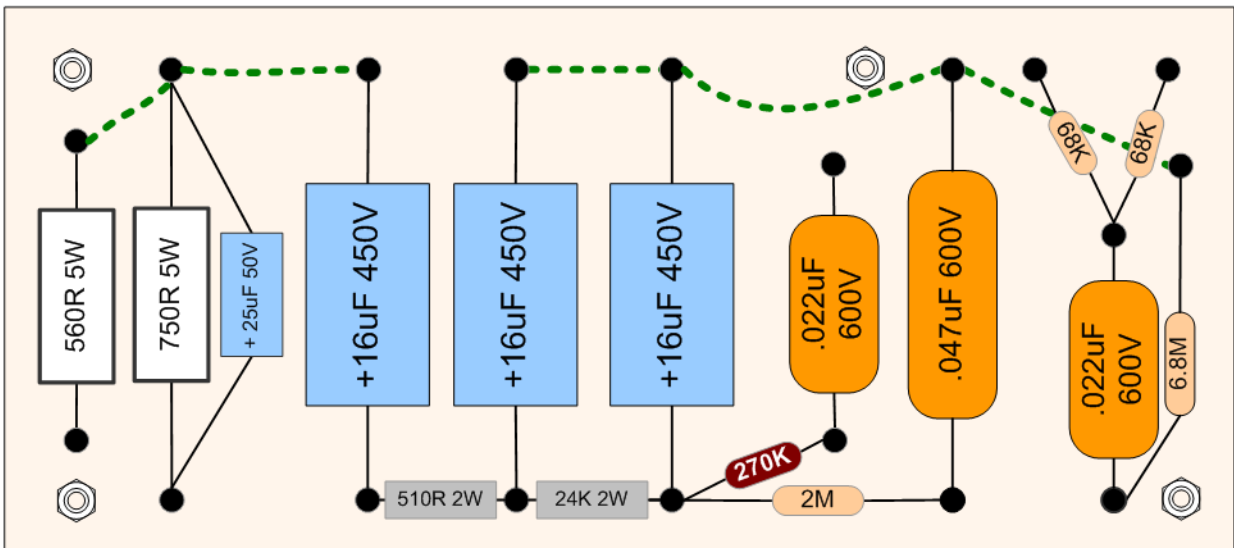 560R 5W
750R 5W
+ 25uF 50V
+16uF 450V
+16uF 450V
+16uF 450V
.022uF
600V
.047uF 600V
68K
68K
.022uF
600V
6.8M
270K
510R 2W
24K 2W
2M